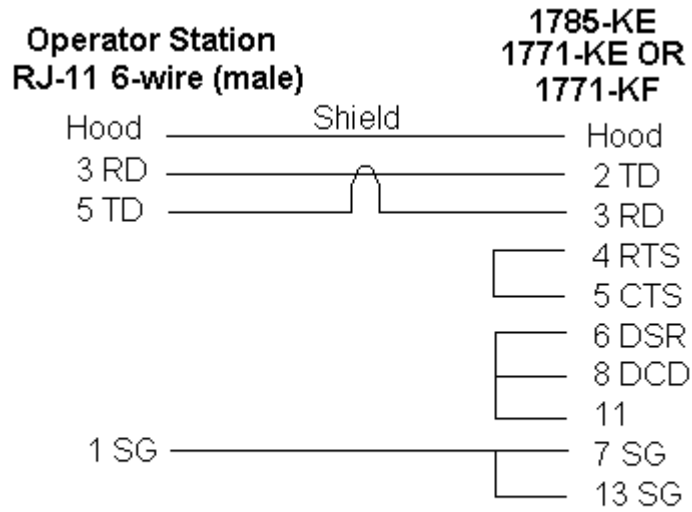 Operator Station
RJ-11 6-wire (male)
1785-KE
1771-KE OR
1771-KF
Hood Shield Hood
3 RD 2 TD
5 TD 3 RD
4 RTS
5 CTS
6 DSR
8 DCD
11
1 SG 7 SG
13 SG